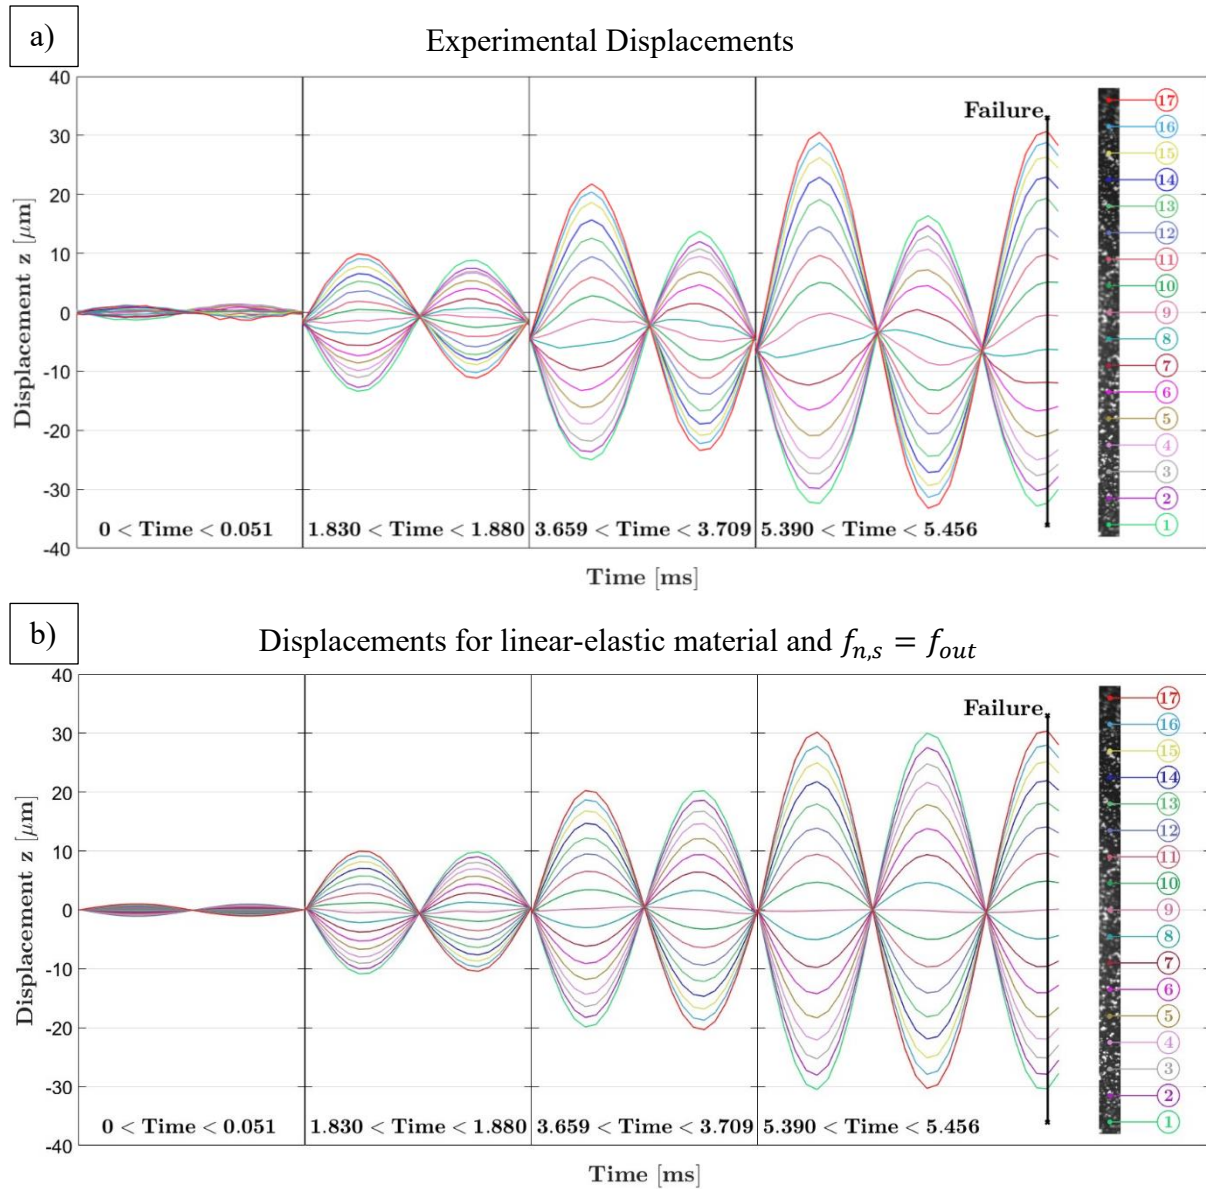 a)
Experimental Displacements
40
30
20
10
0
-10
-20
-30
-40
Displacement z [μm]
Failure
0 < Time < 0.051
1.830 < Time < 1.880
3.659 < Time < 3.709
5.390 < Time < 5.456
17
16
15
14
13
12
11
10
9
8
7
6
5
4
3
2
1
Time [ms]
b)
Displacements for linear-elastic material and f_{n,s} = f_{out}
40
30
20
10
0
-10
-20
-30
-40
Displacement z [μm]
Failure
0 < Time < 0.051
1.830 < Time < 1.880
3.659 < Time < 3.709
5.390 < Time < 5.456
17
16
15
14
13
12
11
10
9
8
7
6
5
4
3
2
1
Time [ms]